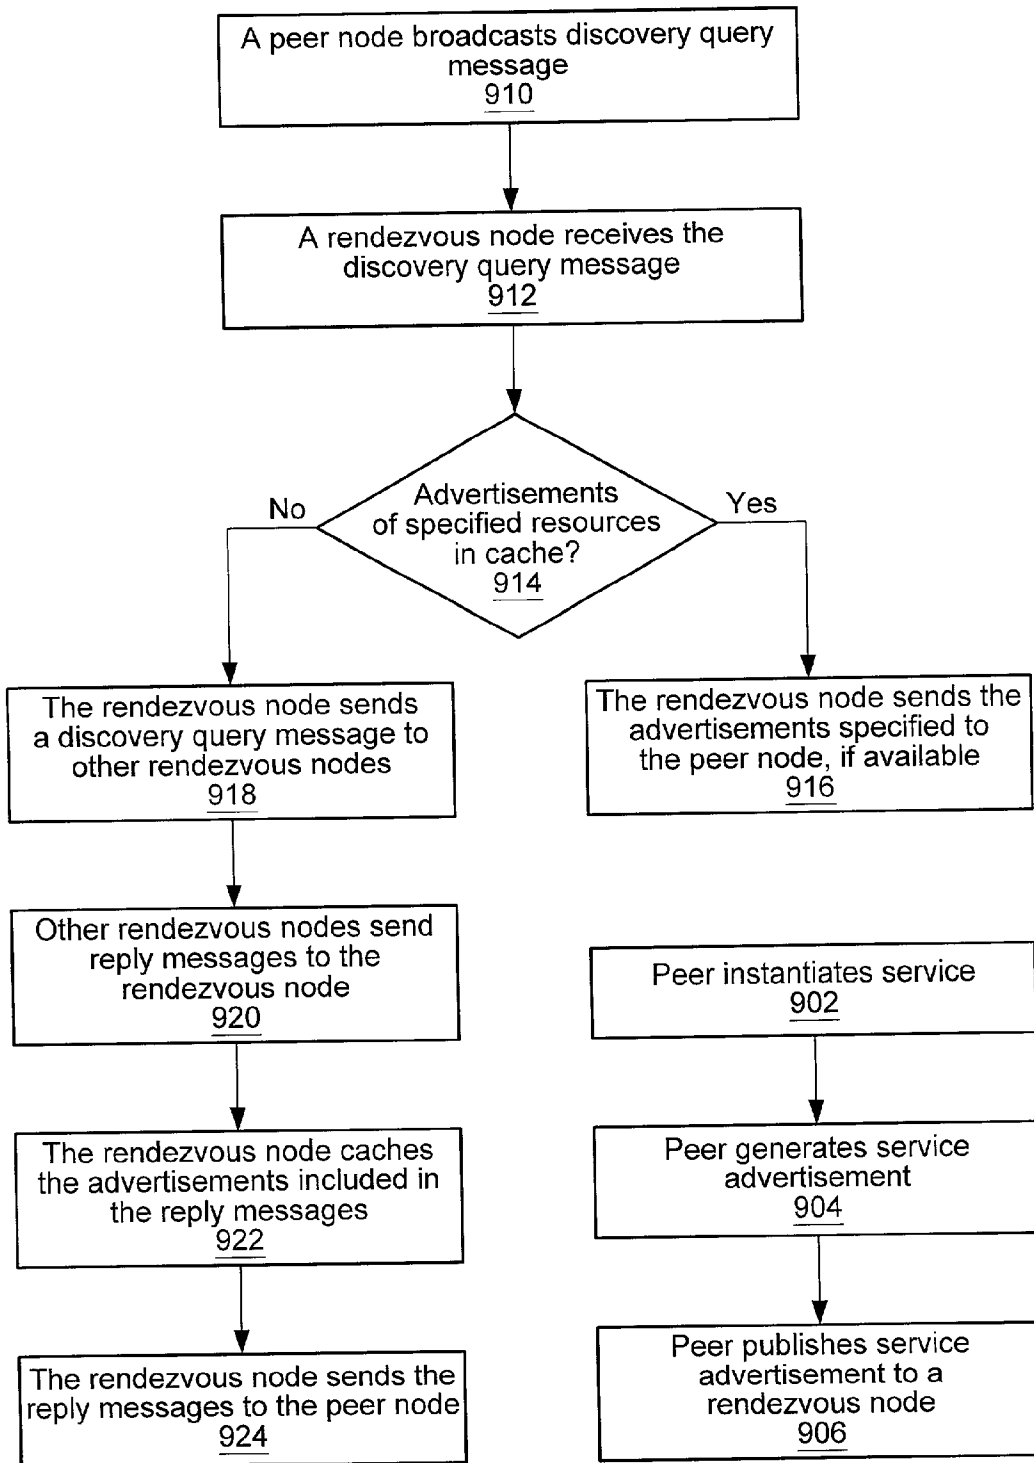 A peer node broadcasts discovery query
message
910
A rendezvous node receives the
discovery query message
912
Advertisements
of specified resources
in cache?
914
No
Yes
The rendezvous node sends
a discovery query message to
other rendezvous nodes
918
The rendezvous node sends the
advertisements specified to
the peer node, if available
916
Other rendezvous nodes send
reply messages to the
rendezvous node
920
Peer instantiates service
902
The rendezvous node caches
the advertisements included in
the reply messages
922
Peer generates service
advertisement
904
The rendezvous node sends the
reply messages to the peer node
924
Peer publishes service
advertisement to a
rendezvous node
906